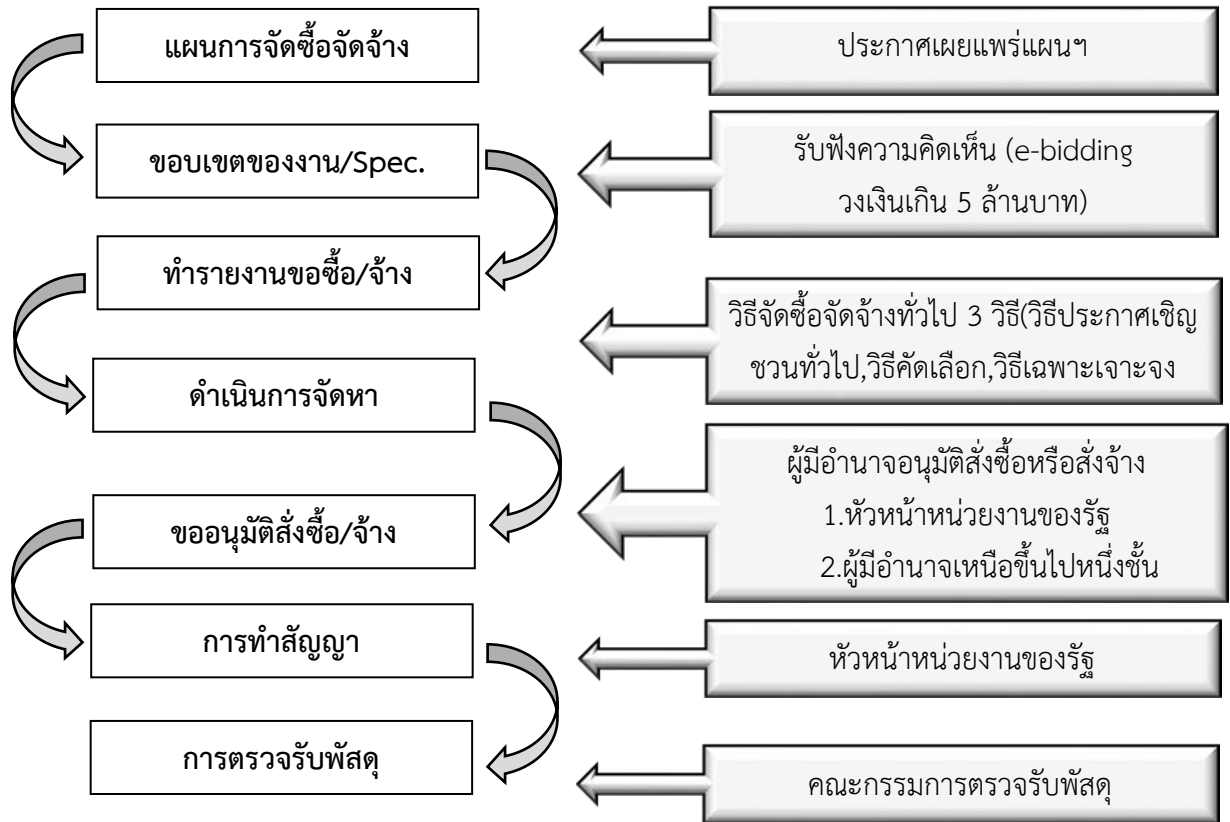 แผนการจัดซื้อจัดจ้าง
ประกาศเผยแพร่แผนฯ
ขอบเขตของงาน/Spec.
รับฟังความคิดเห็น (e-bidding
วงเงินเกิน 5 ล้านบาท)
ทำรายงานขอซื้อ/จ้าง
วิธีจัดซื้อจัดจ้างทั่วไป 3 วิธี(วิธีประกาศเชิญ
ชวนทั่วไป,วิธีคัดเลือก,วิธีเฉพาะเจาะจง
ดำเนินการจัดหา
ผู้มีอำนาจอนุมัติสั่งซื้อหรือสั่งจ้าง
1.หัวหน้าหน่วยงานของรัฐ
2.ผู้มีอำนาจเหนือขึ้นไปหนึ่งชั้น
ขออนุมัติสั่งซื้อ/จ้าง
การทำสัญญา
หัวหน้าหน่วยงานของรัฐ
การตรวจรับพัสดุ
คณะกรรมการตรวจรับพัสดุ